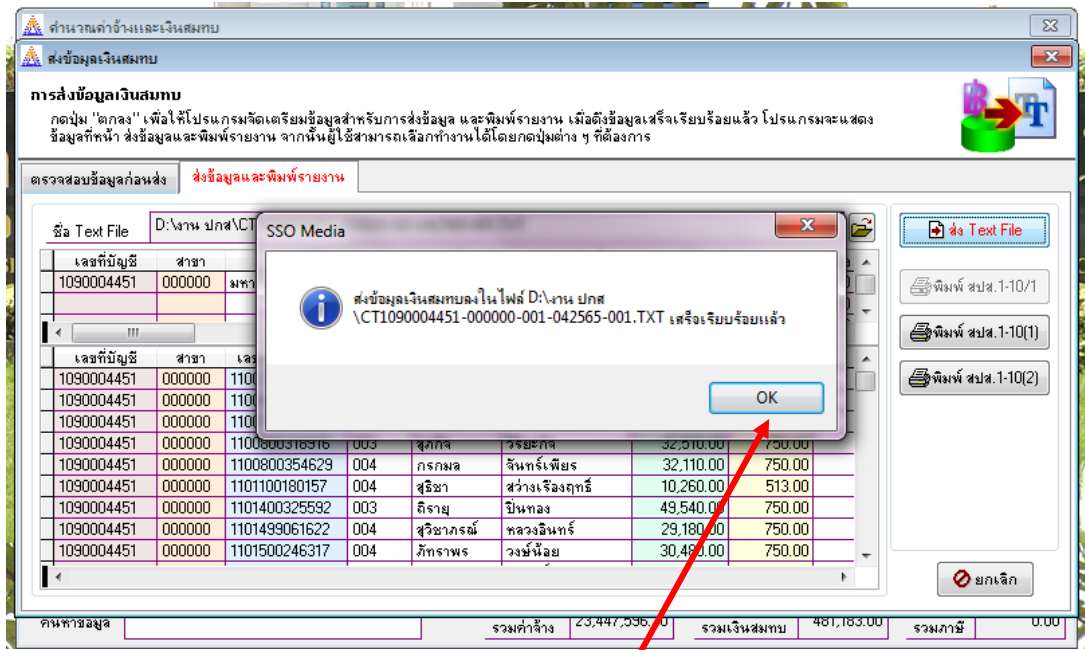 คำนวณค่าจ้างและเงินสมทบ
ส่งข้อมูลเงินสมทบ
การส่งข้อมูลเงินสมทบ
กดปุ่ม "ตกลง" เพื่อให้โปรแกรมจัดเตรียมข้อมูลสำหรับการส่งข้อมูล และพิมพ์รายงาน เมื่อดึงข้อมูลเสร็จเรียบร้อยแล้ว โปรแกรมจะแสดง
ข้อมูลที่หน้า ส่งข้อมูลและพิมพ์รายงาน จากนั้นผู้ใช้สามารถเลือกทำงานได้โดยกดปุ่มต่าง ๆ ที่ต้องการ
ตรวจสอบข้อมูลก่อนส่ง ส่งข้อมูลและพิมพ์รายงาน
ชื่อ Text File D:\งาน ปกส\CT
ส่ง Text File
เลขที่บัญชี สาขา
1090004451 000000 มหา
พิมพ์ สปส.1-10/1
พิมพ์ สปส.1-10(1)
พิมพ์ สปส.1-10(2)
SSO Media
ส่งข้อมูลเงินสมทบลงในไฟล์ D:\งาน ปกส
\CT1090004451-000000-001-042565-001.TXT เสร็จเรียบร้อยแล้ว
OK
เลขที่บัญชี สาขา เลข
1090004451 000000 1100
1090004451 000000 1100
1090004451 000000 1100
1090004451 000000 1100800318916 003 32,510.00 750.00
1090004451 000000 1100800354629 004 กรกมล จันทร์เพียร 32,110.00 750.00
1090004451 000000 1101100180157 004 สุธิชา สว่างเรืองฤทธิ์ 10,260.00 513.00
1090004451 000000 1101400325592 003 ถิรายุ ปิ่นทอง 49,540.00 750.00
1090004451 000000 1101499061622 004 สุวิชาภรณ์ หลวงอินทร์ 29,180.00 750.00
1090004451 000000 1101500246317 004 ภัทราพร วงษ์น้อย 30,480.00 750.00
ยกเลิก
ค้นหาข้อมูล รวมค่าจ้าง รวมเงินสมทบ 481,183.00 รวมภาษี 0.00